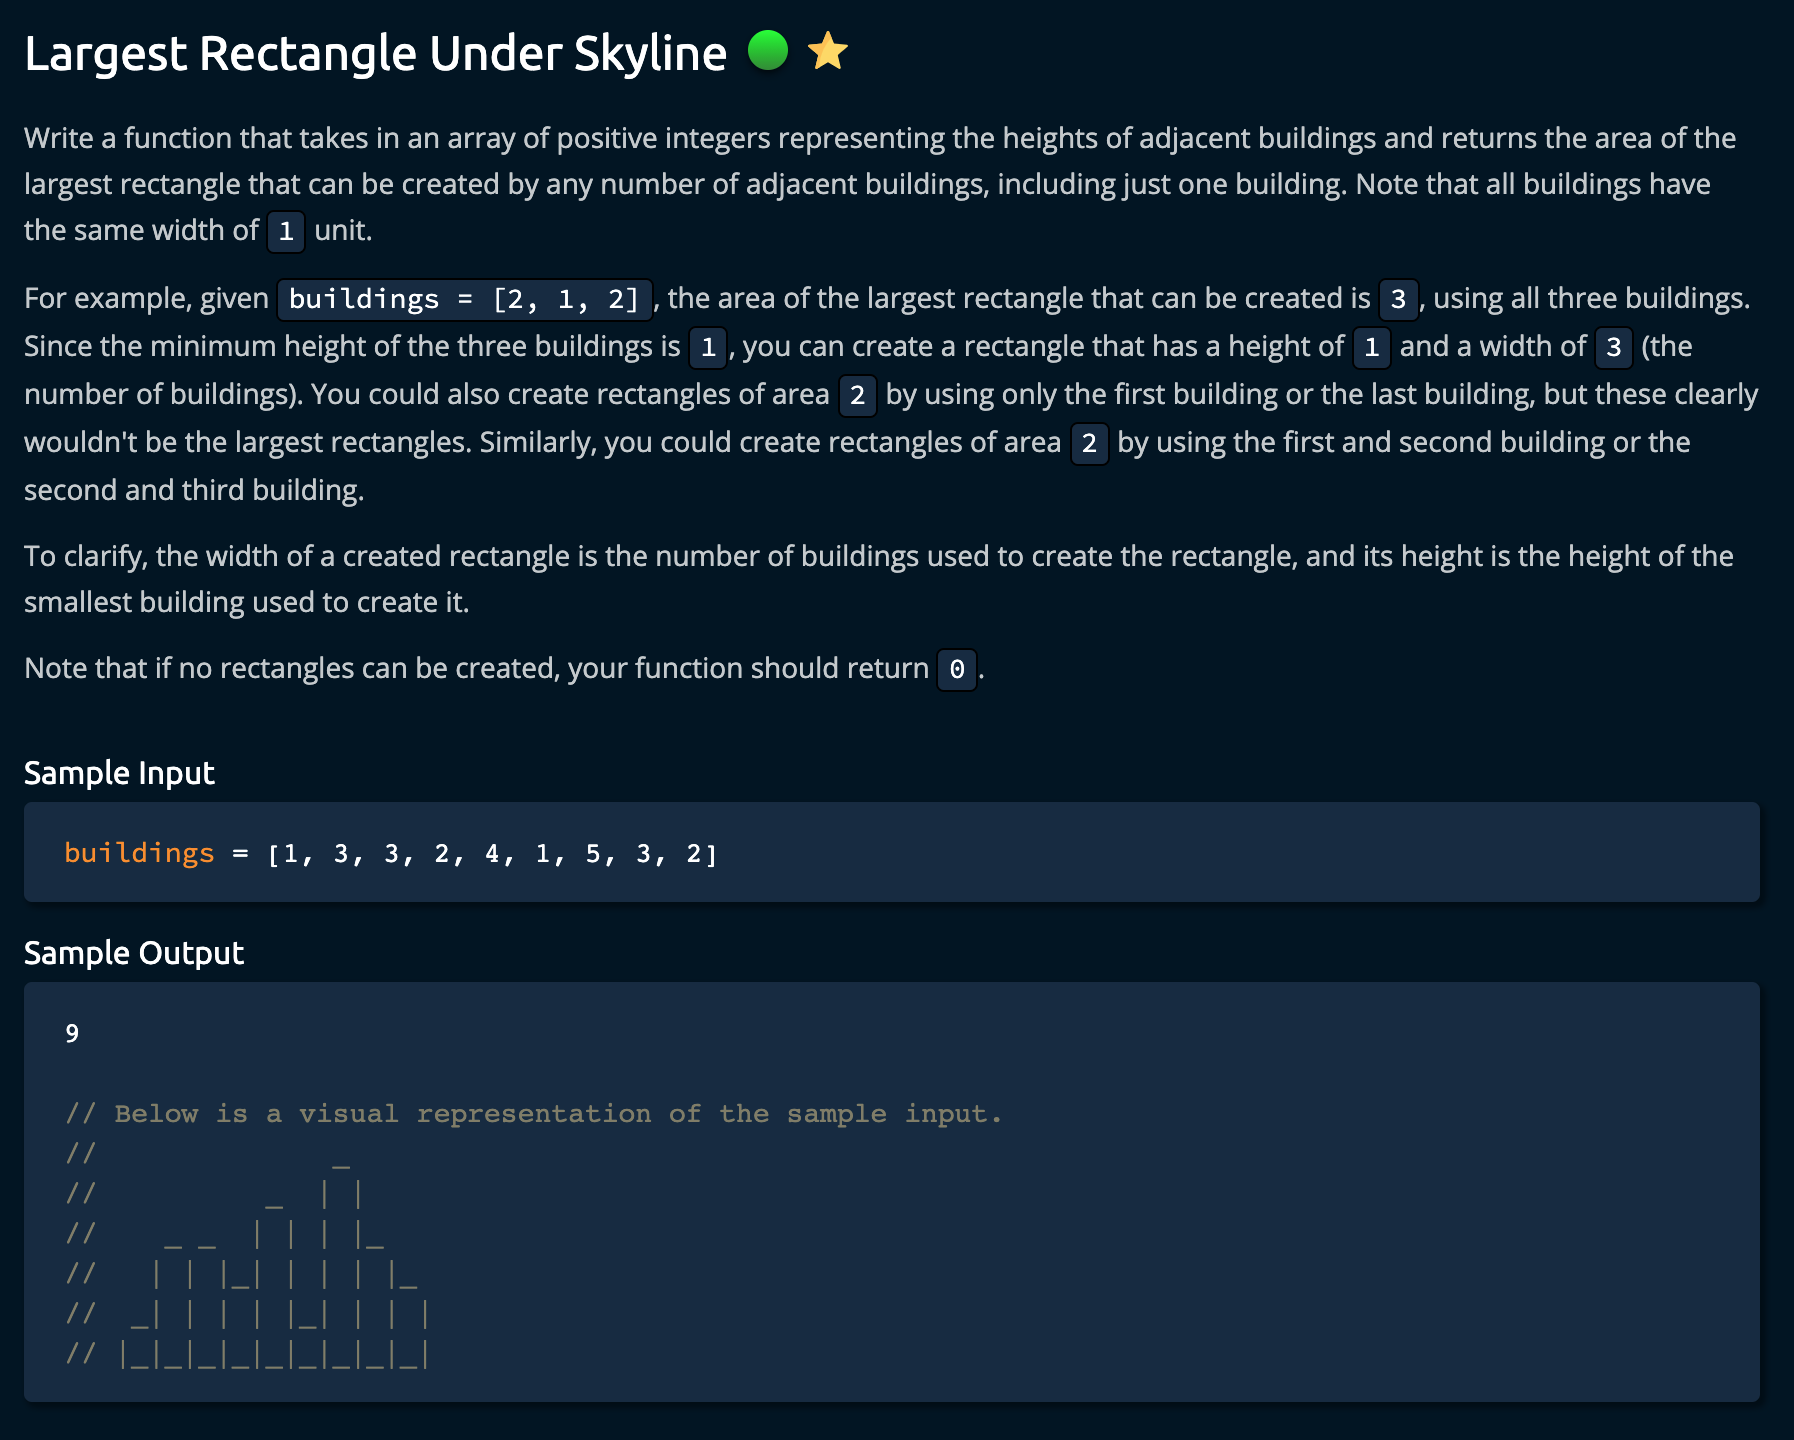 Largest Rectangle Under Skyline
Write a function that takes in an array of positive integers representing the heights of adjacent buildings and returns the area of the
largest rectangle that can be created by any number of adjacent buildings, including just one building. Note that all buildings have
the same width of 1 unit.
For example, given buildings = [2, 1, 2], the area of the largest rectangle that can be created is 3, using all three buildings.
Since the minimum height of the three buildings is 1, you can create a rectangle that has a height of 1 and a width of 3 (the
number of buildings). You could also create rectangles of area 2 by using only the first building or the last building, but these clearly
wouldn't be the largest rectangles. Similarly, you could create rectangles of area 2 by using the first and second building or the
second and third building.
To clarify, the width of a created rectangle is the number of buildings used to create the rectangle, and its height is the height of the
smallest building used to create it.
Note that if no rectangles can be created, your function should return 0.
Sample Input
buildings = [1, 3, 3, 2, 4, 1, 5, 3, 2]
Sample Output
9
// Below is a visual representation of the sample input.
//              _
//          _  | |
//    _ _  | | | |_
//   | | |_| | | | |_
//  _| | | | |_| | | |
// |_|_|_|_|_|_|_|_|_|